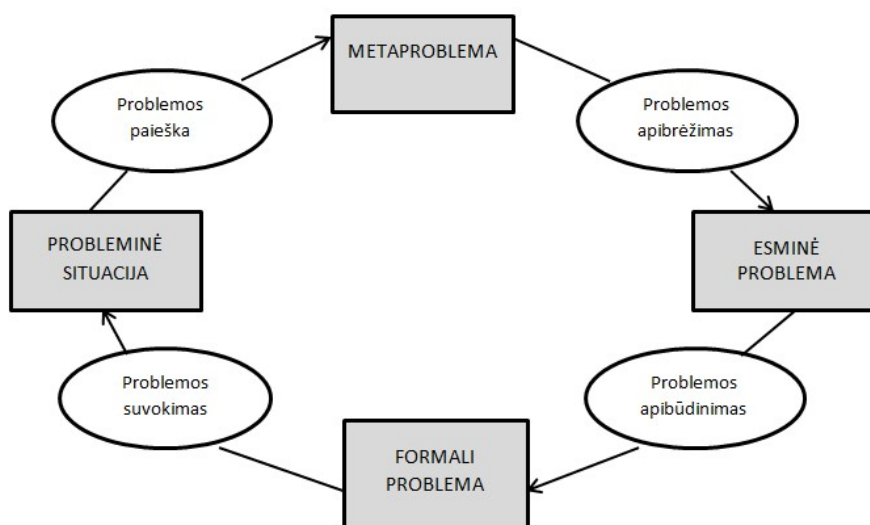 METAPROBLEMA
Problemos
paieška
Problemos
apibrėžimas
PROBLEMINĖ
SITUACIJA
ESMINĖ
PROBLEMA
Problemos
suvokimas
Problemos
apibūdinimas
FORMALI
PROBLEMA